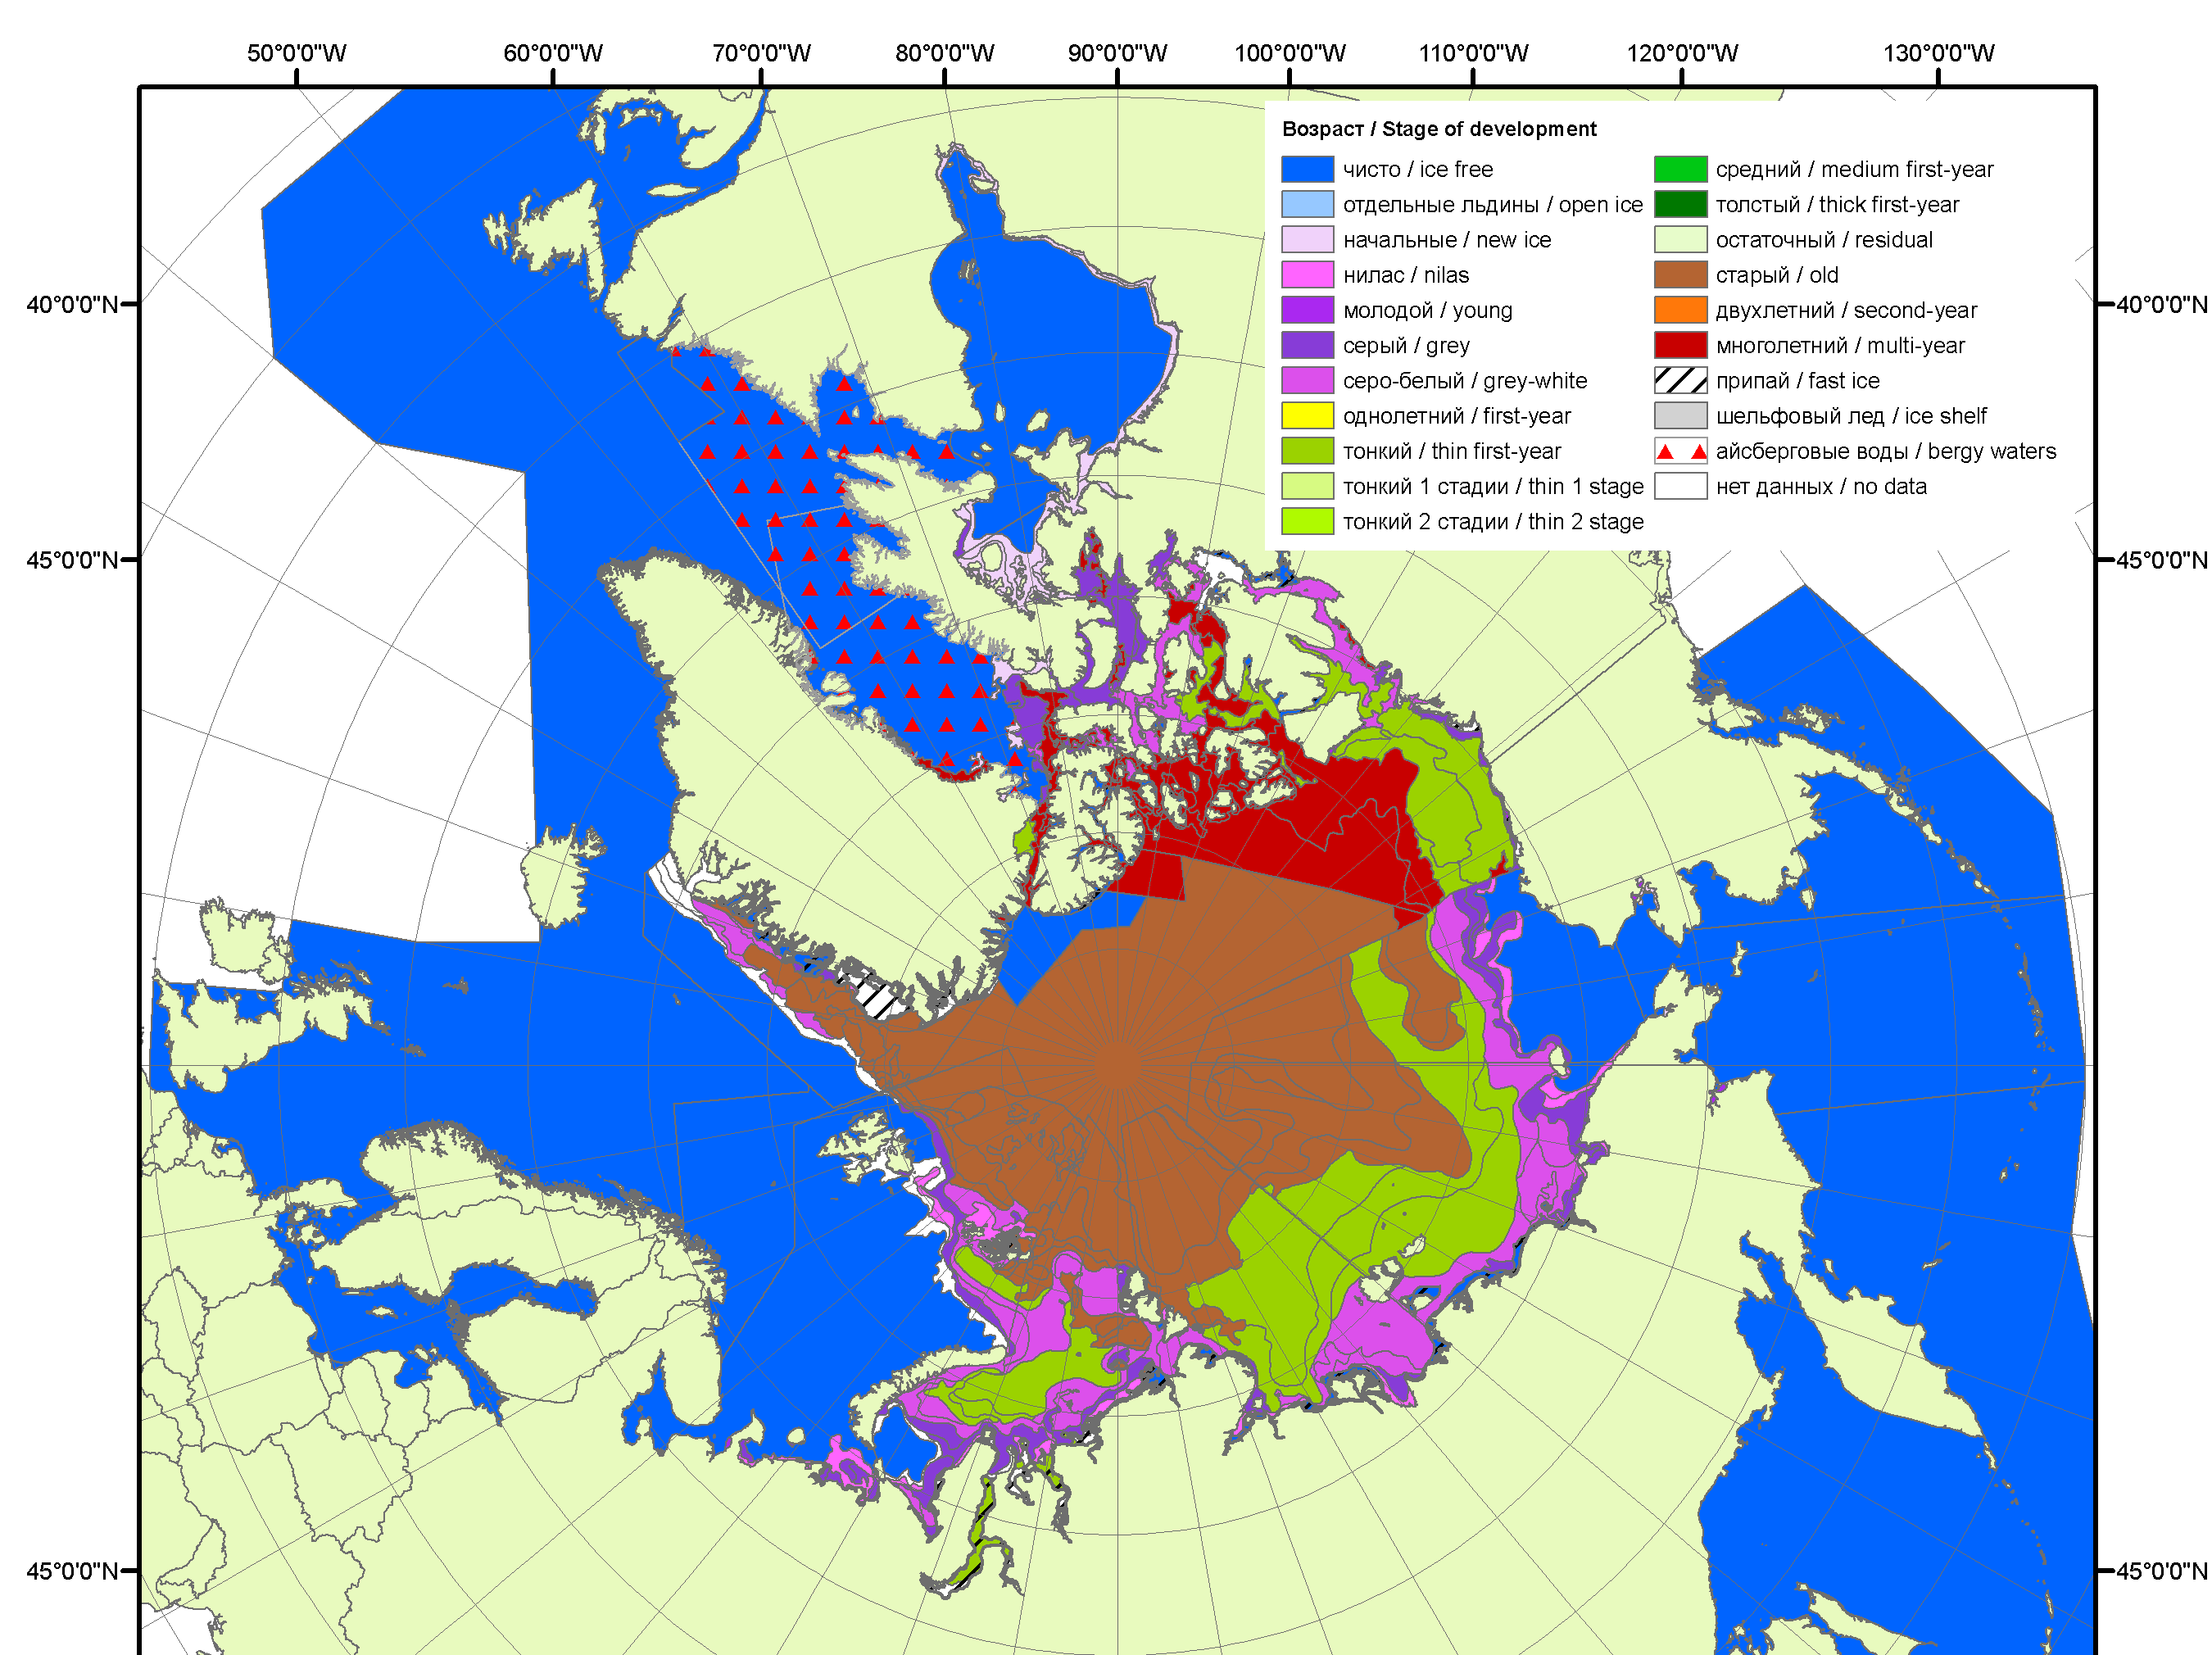 50°0'0"W 60°0'0"W 70°0'0"W 80°0'0"W 90°0'0"W 100°0'0"W 110°0'0"W 120°0'0"W 130°0'0"W
Возраст / Stage of development
чисто / ice free
отдельные льдины / open ice
начальные / new ice
нилас / nilas
молодой / young
серый / grey
серо-белый / grey-white
однолетний / first-year
тонкий / thin first-year
тонкий 1 стадии / thin 1 stage
тонкий 2 стадии / thin 2 stage
средний / medium first-year
толстый / thick first-year
остаточный / residual
старый / old
двухлетний / second-year
многолетний / multi-year
припай / fast ice
шельфовый лед / ice shelf
айсберговые воды / bergy waters
нет данных / no data
40°0'0"N 40°0'0"N
45°0'0"N 45°0'0"N
45°0'0"N 45°0'0"N